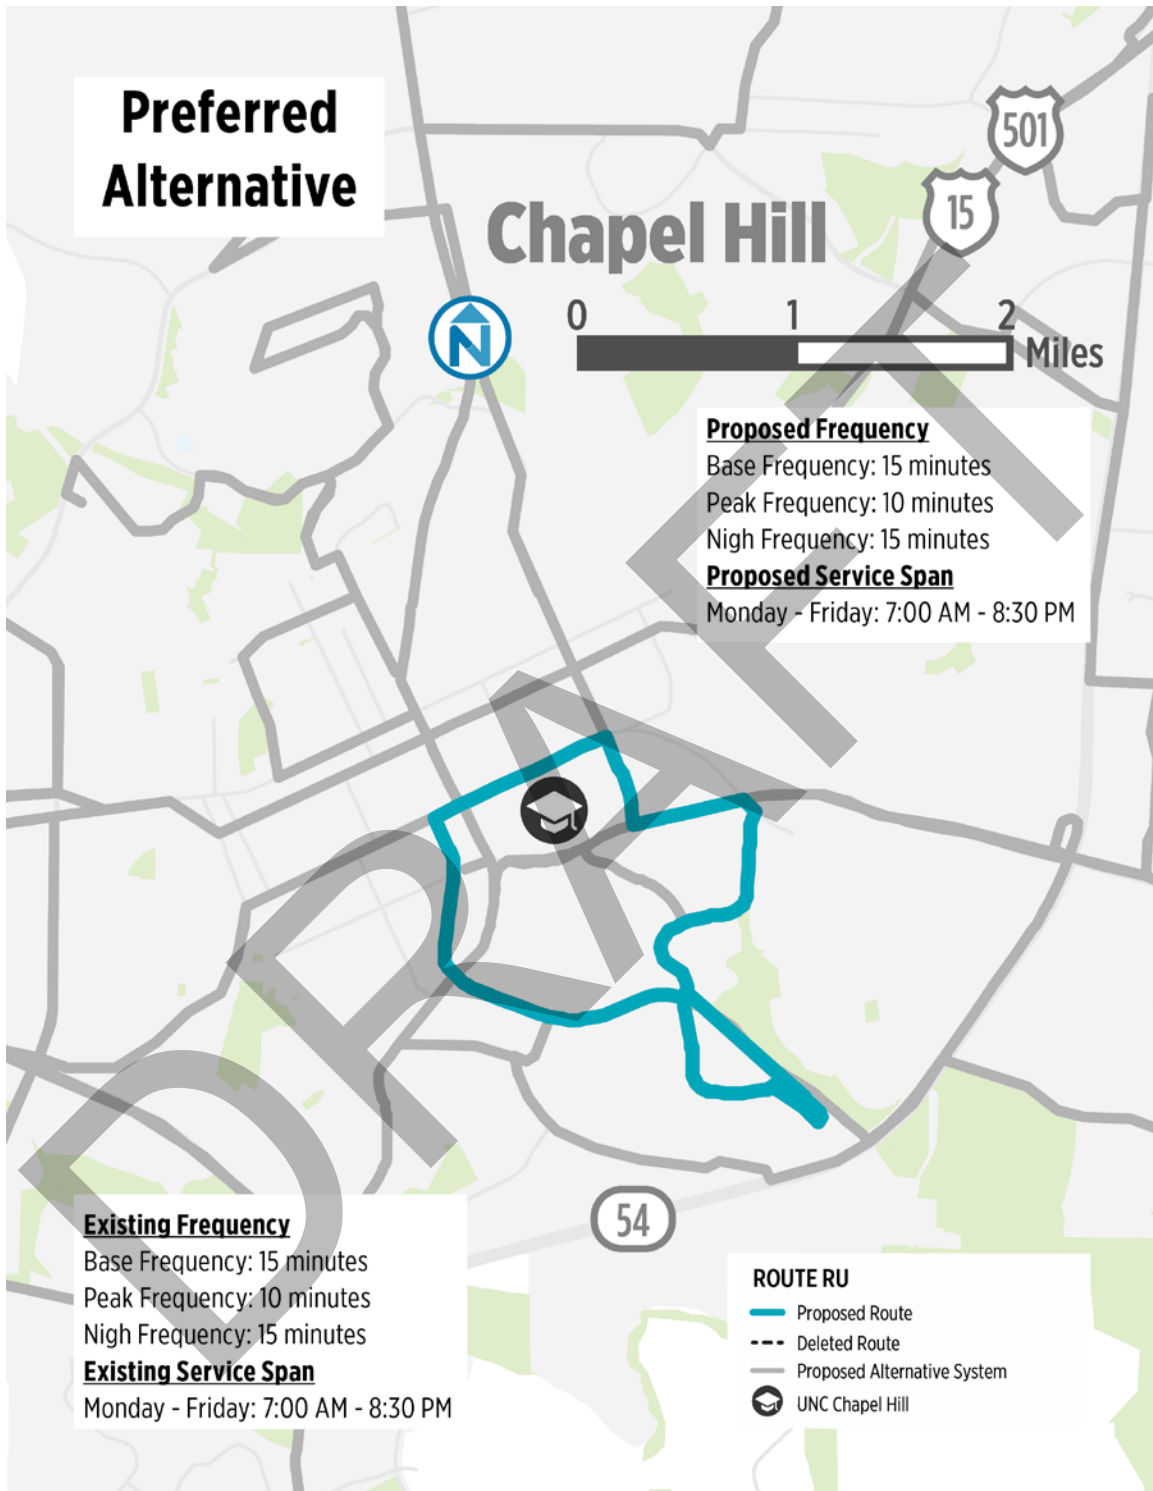 Preferred
Alternative
501
15
Chapel Hill
0 1 2
Miles
N
Proposed Frequency
Base Frequency: 15 minutes
Peak Frequency: 10 minutes
Nigh Frequency: 15 minutes
Proposed Service Span
Monday - Friday: 7:00 AM - 8:30 PM
DRAFT
54
Existing Frequency
Base Frequency: 15 minutes
Peak Frequency: 10 minutes
Nigh Frequency: 15 minutes
Existing Service Span
Monday - Friday: 7:00 AM - 8:30 PM
ROUTE RU
Proposed Route
Deleted Route
Proposed Alternative System
UNC Chapel Hill